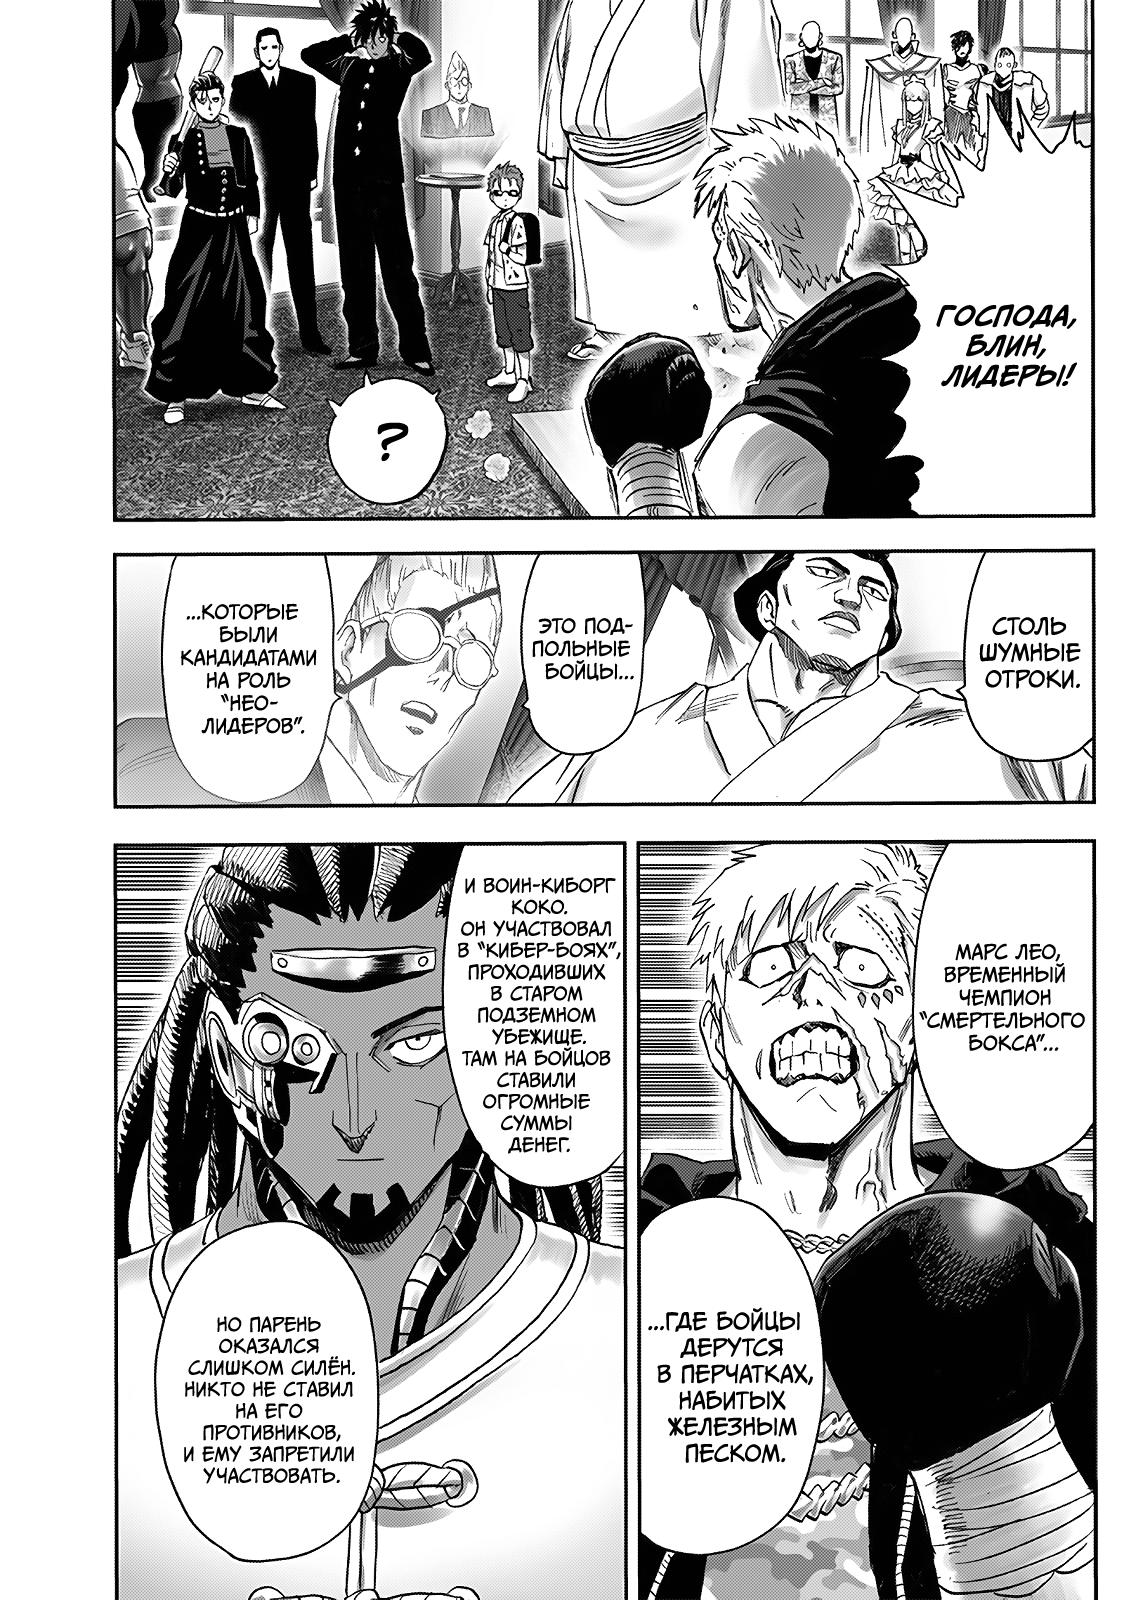 ГОСПОДА,
БЛИН,
ЛИДЕРЫ!
?
СТОЛЬ
ШУМНЫЕ
ОТРОКИ.
ЭТО ПОД-
ПОЛЬНЫЕ
БОЙЦЫ...
...КОТОРЫЕ
БЫЛИ
КАНДИДАТАМИ
НА РОЛЬ
"НЕО-
ЛИДЕРОВ".
МАРС ЛЕО,
ВРЕМЕННЫЙ
ЧЕМПИОН
"СМЕРТЕЛЬНОГО
БОКСА"...
...ГДЕ БОЙЦЫ
ДЕРУТСЯ
В ПЕРЧАТКАХ,
НАБИТЫХ
ЖЕЛЕЗНЫМ
ПЕСКОМ.
И ВОИН-КИБОРГ
КОКО.
ОН УЧАСТВОВАЛ
В "КИБЕР-БОЯХ",
ПРОХОДИВШИХ
В СТАРОМ
ПОДЗЕМНОМ
УБЕЖИЩЕ.
ТАМ НА БОЙЦОВ
СТАВИЛИ
ОГРОМНЫЕ
СУММЫ
ДЕНЕГ.
НО ПАРЕНЬ
ОКАЗАЛСЯ
СЛИШКОМ СИЛЁН.
НИКТО НЕ СТАВИЛ
НА ЕГО
ПРОТИВНИКОВ,
И ЕМУ ЗАПРЕТИЛИ
УЧАСТВОВАТЬ.